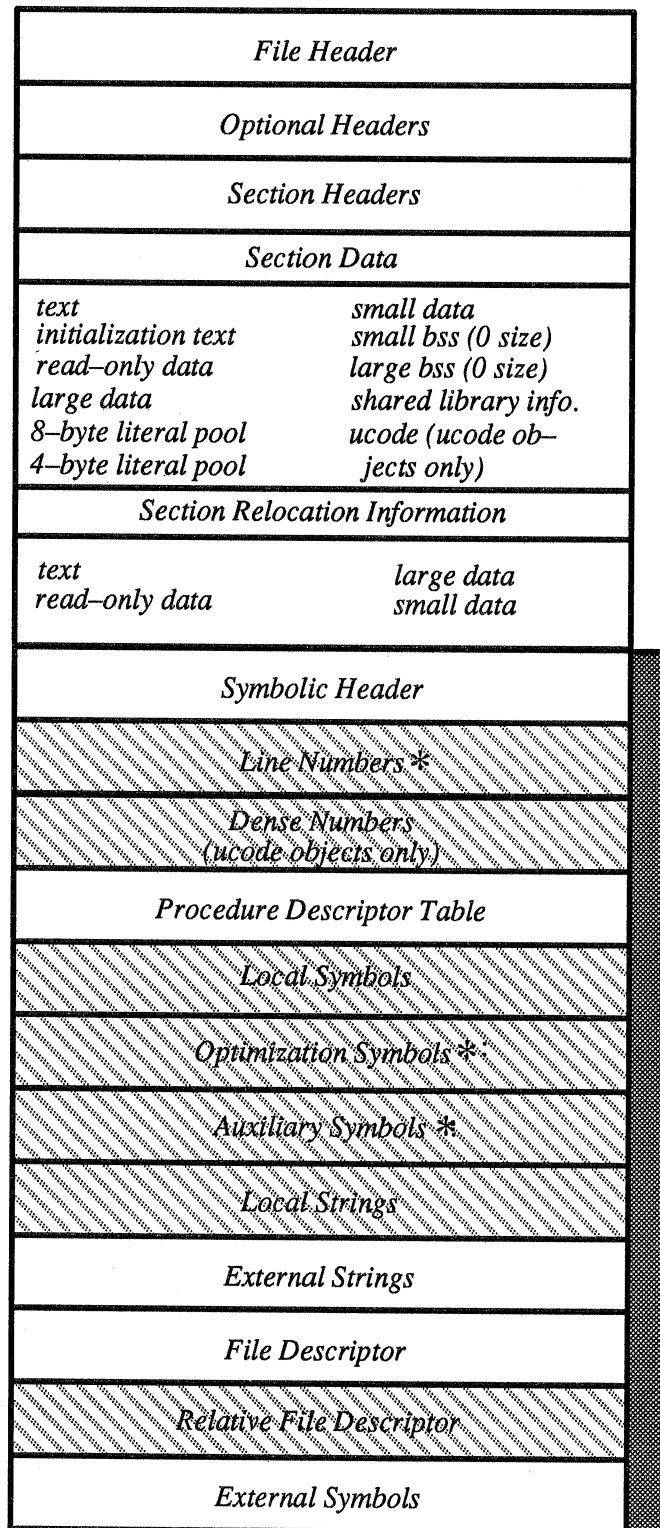 File Header
Optional Headers
Section Headers
Section Data
text
initialization text
read–only data
large data
8–byte literal pool
4–byte literal pool
small data
small bss (0 size)
large bss (0 size)
shared library info.
ucode (ucode ob–
jects only)
Section Relocation Information
text
read–only data
large data
small data
Symbolic Header
Line Numbers *
Dense Numbers
(ucode objects only)
Procedure Descriptor Table
Local Symbols
Optimization Symbols *
Auxiliary Symbols *
Local Strings
External Strings
File Descriptor
Relative File Descriptor
External Symbols